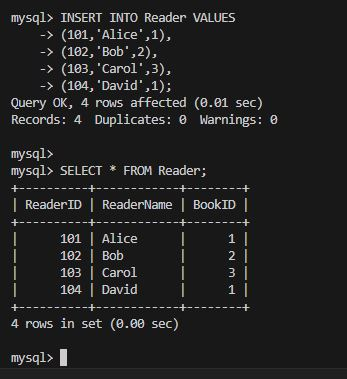 mysql> INSERT INTO Reader VALUES
    -> (101,'Alice',1),
    -> (102,'Bob',2),
    -> (103,'Carol',3),
    -> (104,'David',1);
Query OK, 4 rows affected (0.01 sec)
Records: 4  Duplicates: 0  Warnings: 0

mysql>
mysql> SELECT * FROM Reader;
+----------+------------+--------+
| ReaderID | ReaderName | BookID |
+----------+------------+--------+
|      101 | Alice      |      1 |
|      102 | Bob        |      2 |
|      103 | Carol      |      3 |
|      104 | David      |      1 |
+----------+------------+--------+
4 rows in set (0.00 sec)

mysql>